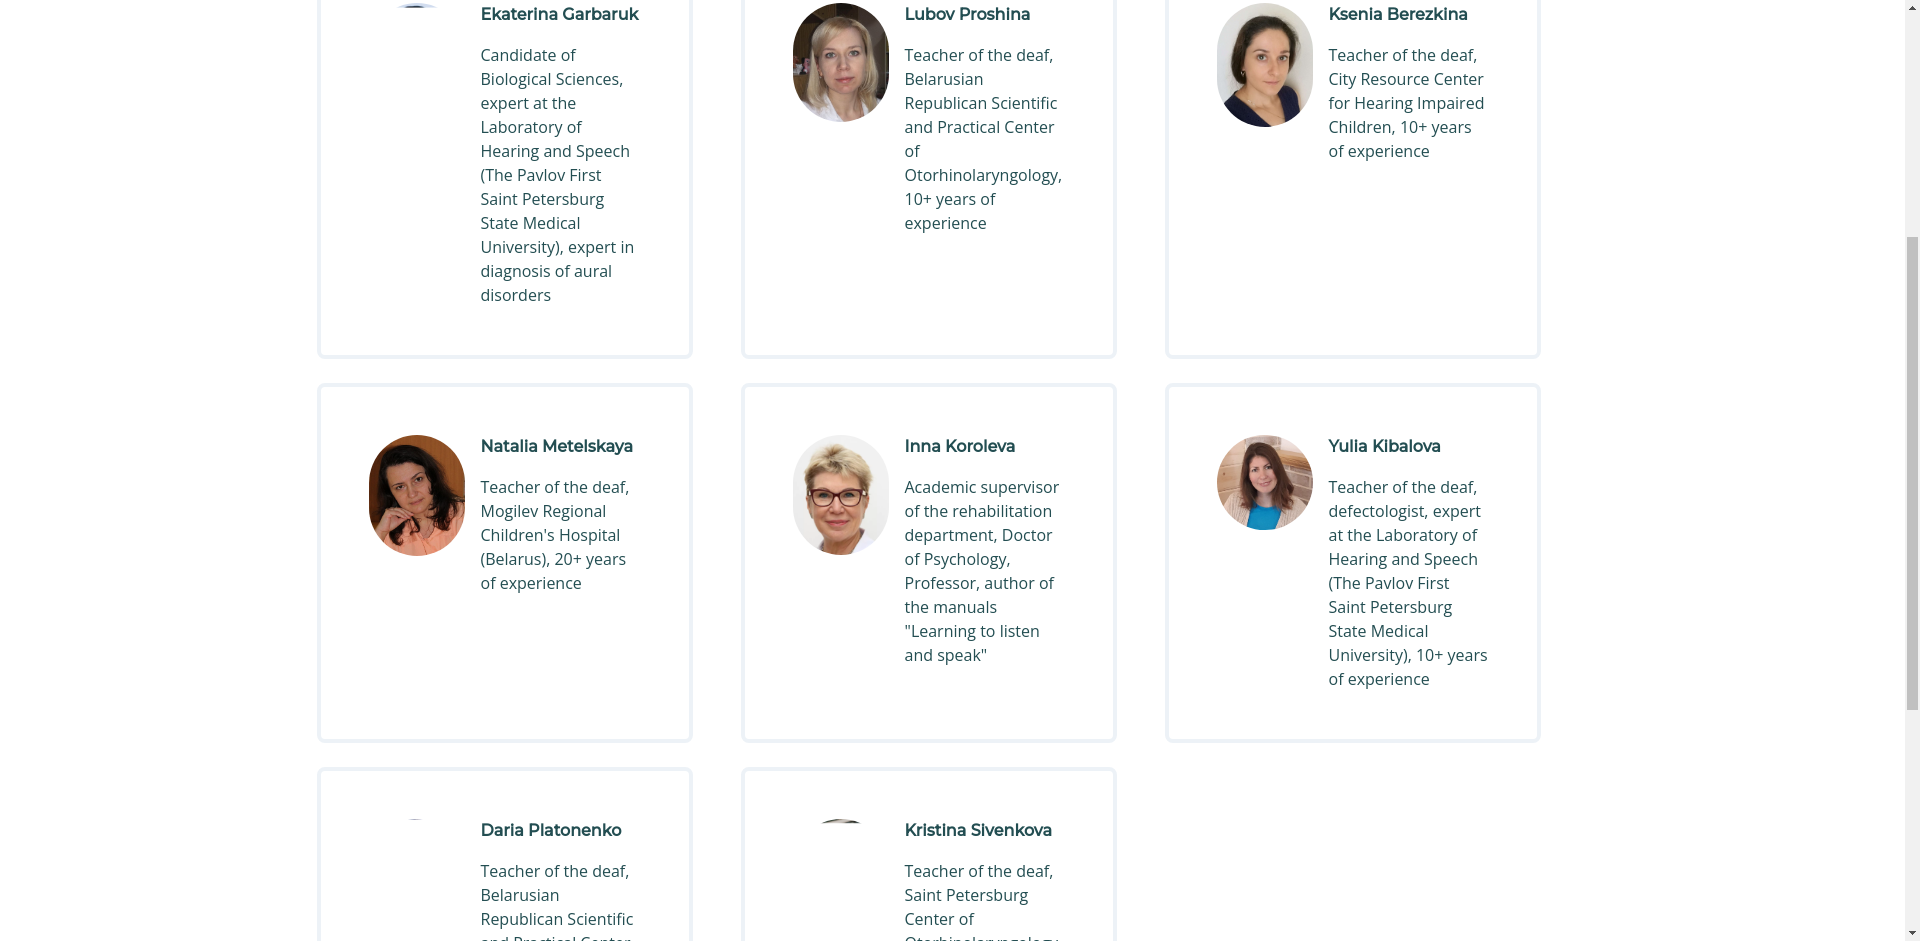 Ekaterina Garbaruk
Candidate of
Biological Sciences,
expert at the
Laboratory of
Hearing and Speech
(The Pavlov First
Saint Petersburg
State Medical
University), expert in
diagnosis of aural
disorders
Lubov Proshina
Teacher of the deaf,
Belarusian
Republican Scientific
and Practical Center
of
Otorhinolaryngology,
10+ years of
experience
Ksenia Berezkina
Teacher of the deaf,
City Resource Center
for Hearing Impaired
Children, 10+ years
of experience
Natalia Metelskaya
Teacher of the deaf,
Mogilev Regional
Children's Hospital
(Belarus), 20+ years
of experience
Inna Koroleva
Academic supervisor
of the rehabilitation
department, Doctor
of Psychology,
Professor, author of
the manuals
"Learning to listen
and speak"
Yulia Kibalova
Teacher of the deaf,
defectologist, expert
at the Laboratory of
Hearing and Speech
(The Pavlov First
Saint Petersburg
State Medical
University), 10+ years
of experience
Daria Platonenko
Teacher of the deaf,
Belarusian
Republican Scientific
and Practical Center
Kristina Sivenkova
Teacher of the deaf,
Saint Petersburg
Center of
Otorhinolaryngology